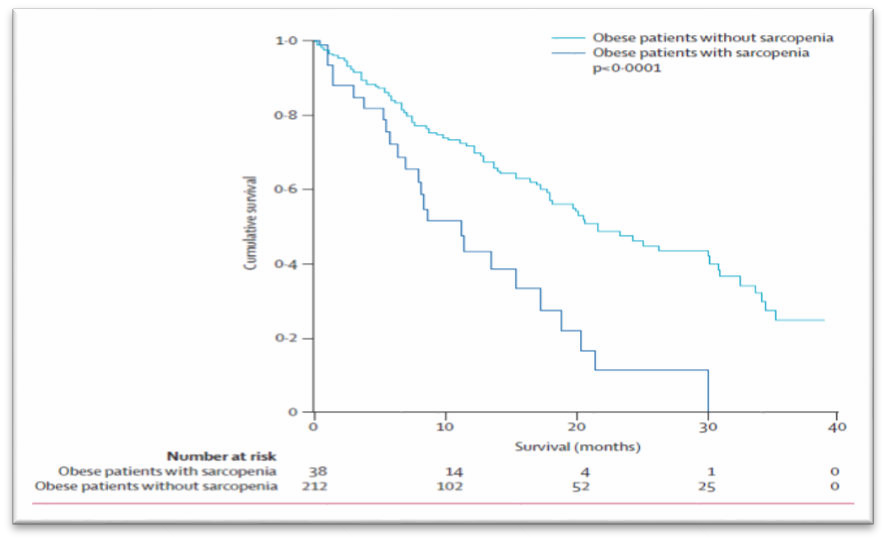 Obese patients without sarcopenia
Obese patients with sarcopenia
p<0·0001
Cumulative survival
1·0
0·8
0·6
0·4
0·2
0
0 10 20 30 40
Survival (months)
Number at risk
Obese patients with sarcopenia 38 14 4 1 0
Obese patients without sarcopenia 212 102 52 25 0